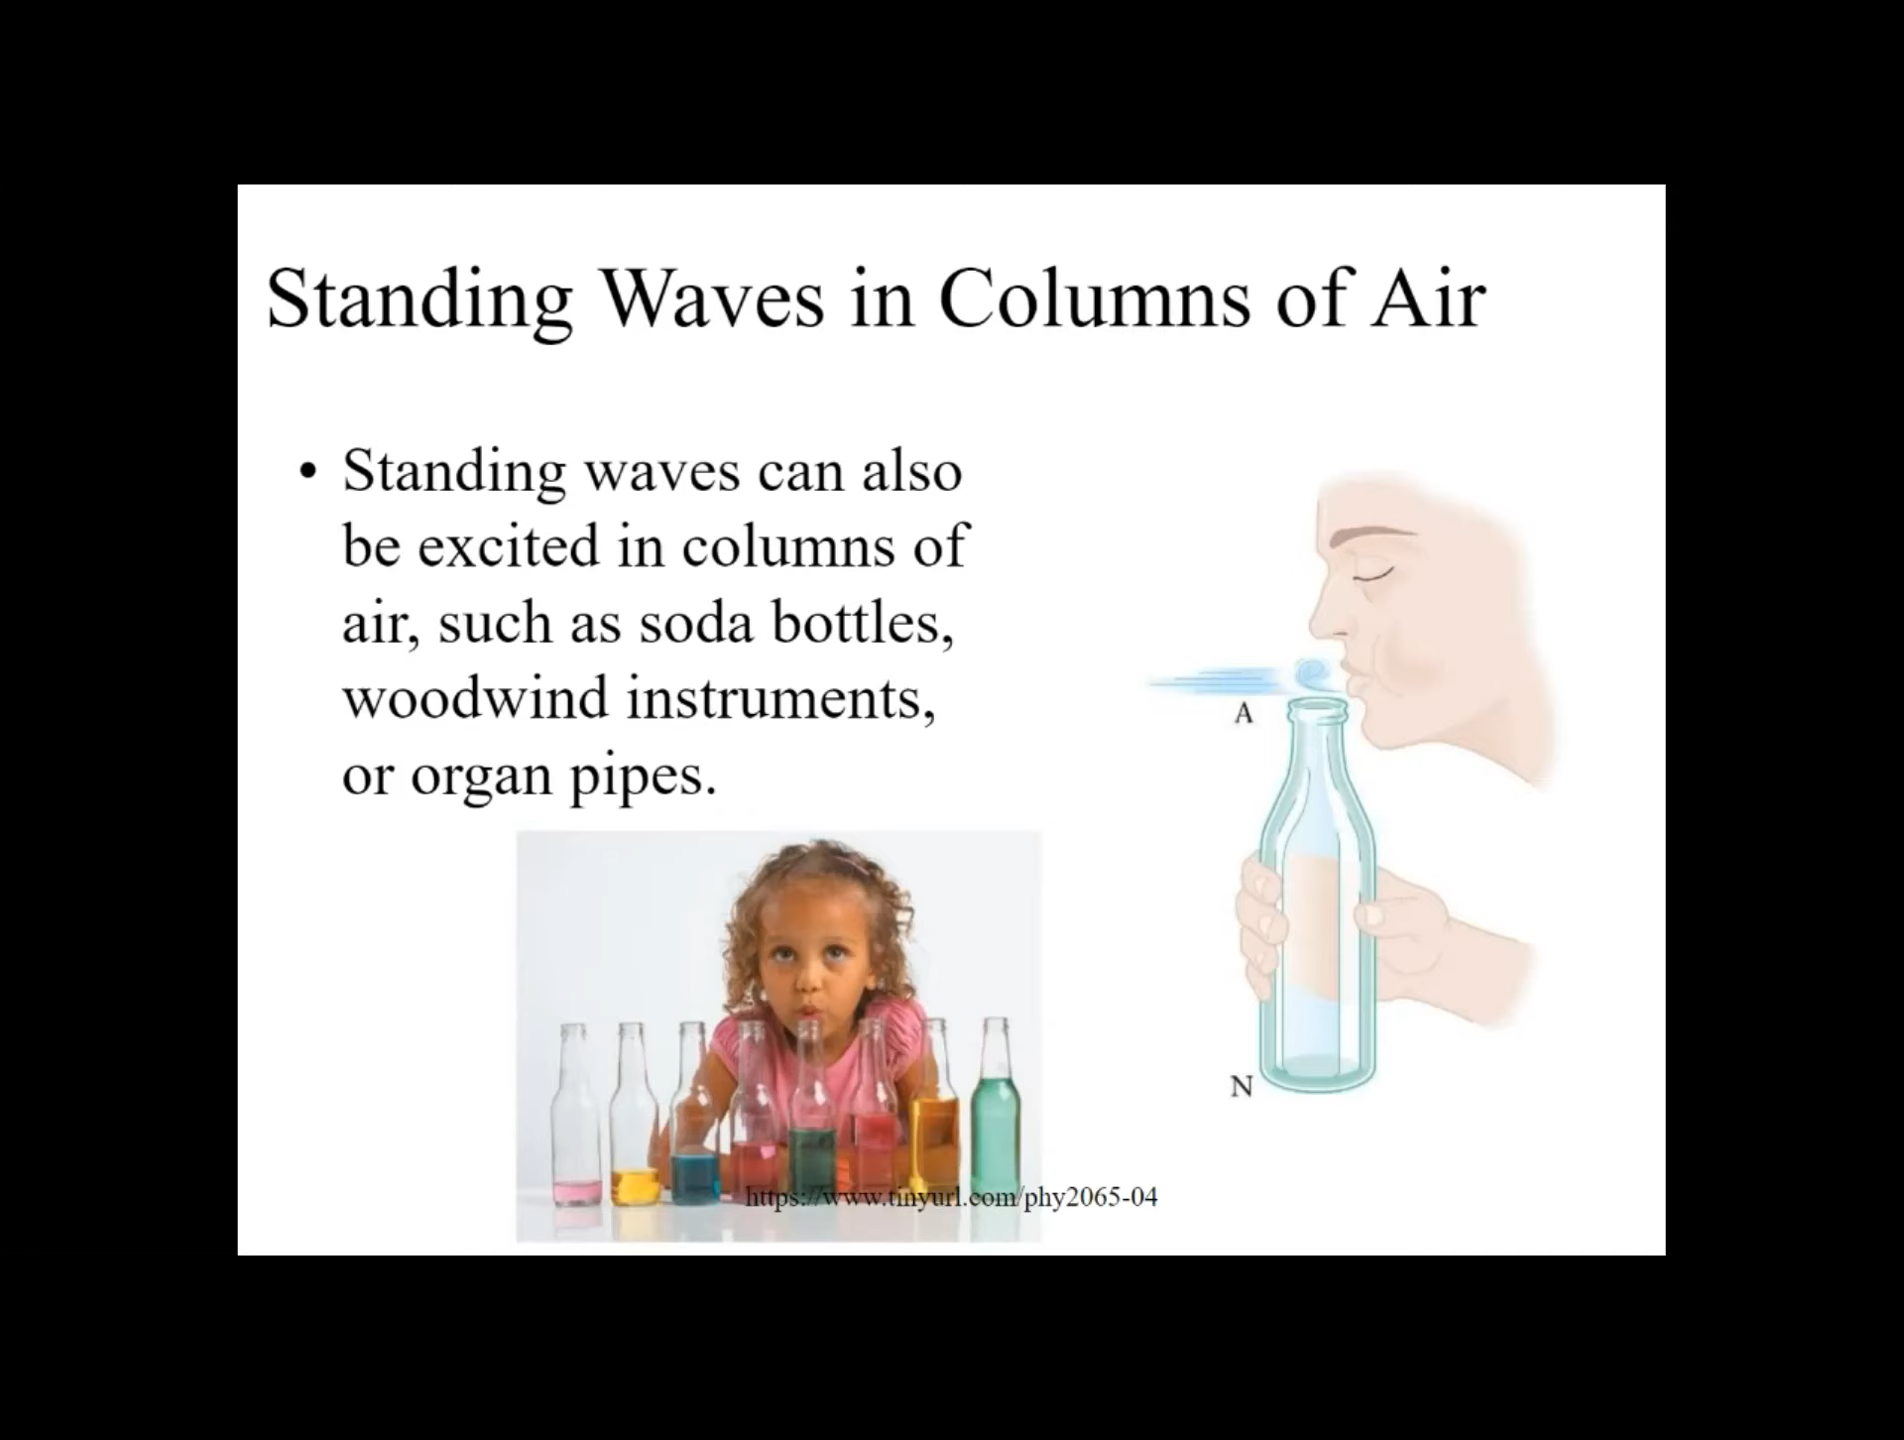 Standing Waves in Columns of Air
• Standing waves can also
be excited in columns of
air, such as soda bottles,
woodwind instruments,
or organ pipes.
A
N
https://www.tinyurl.com/phy2065-04